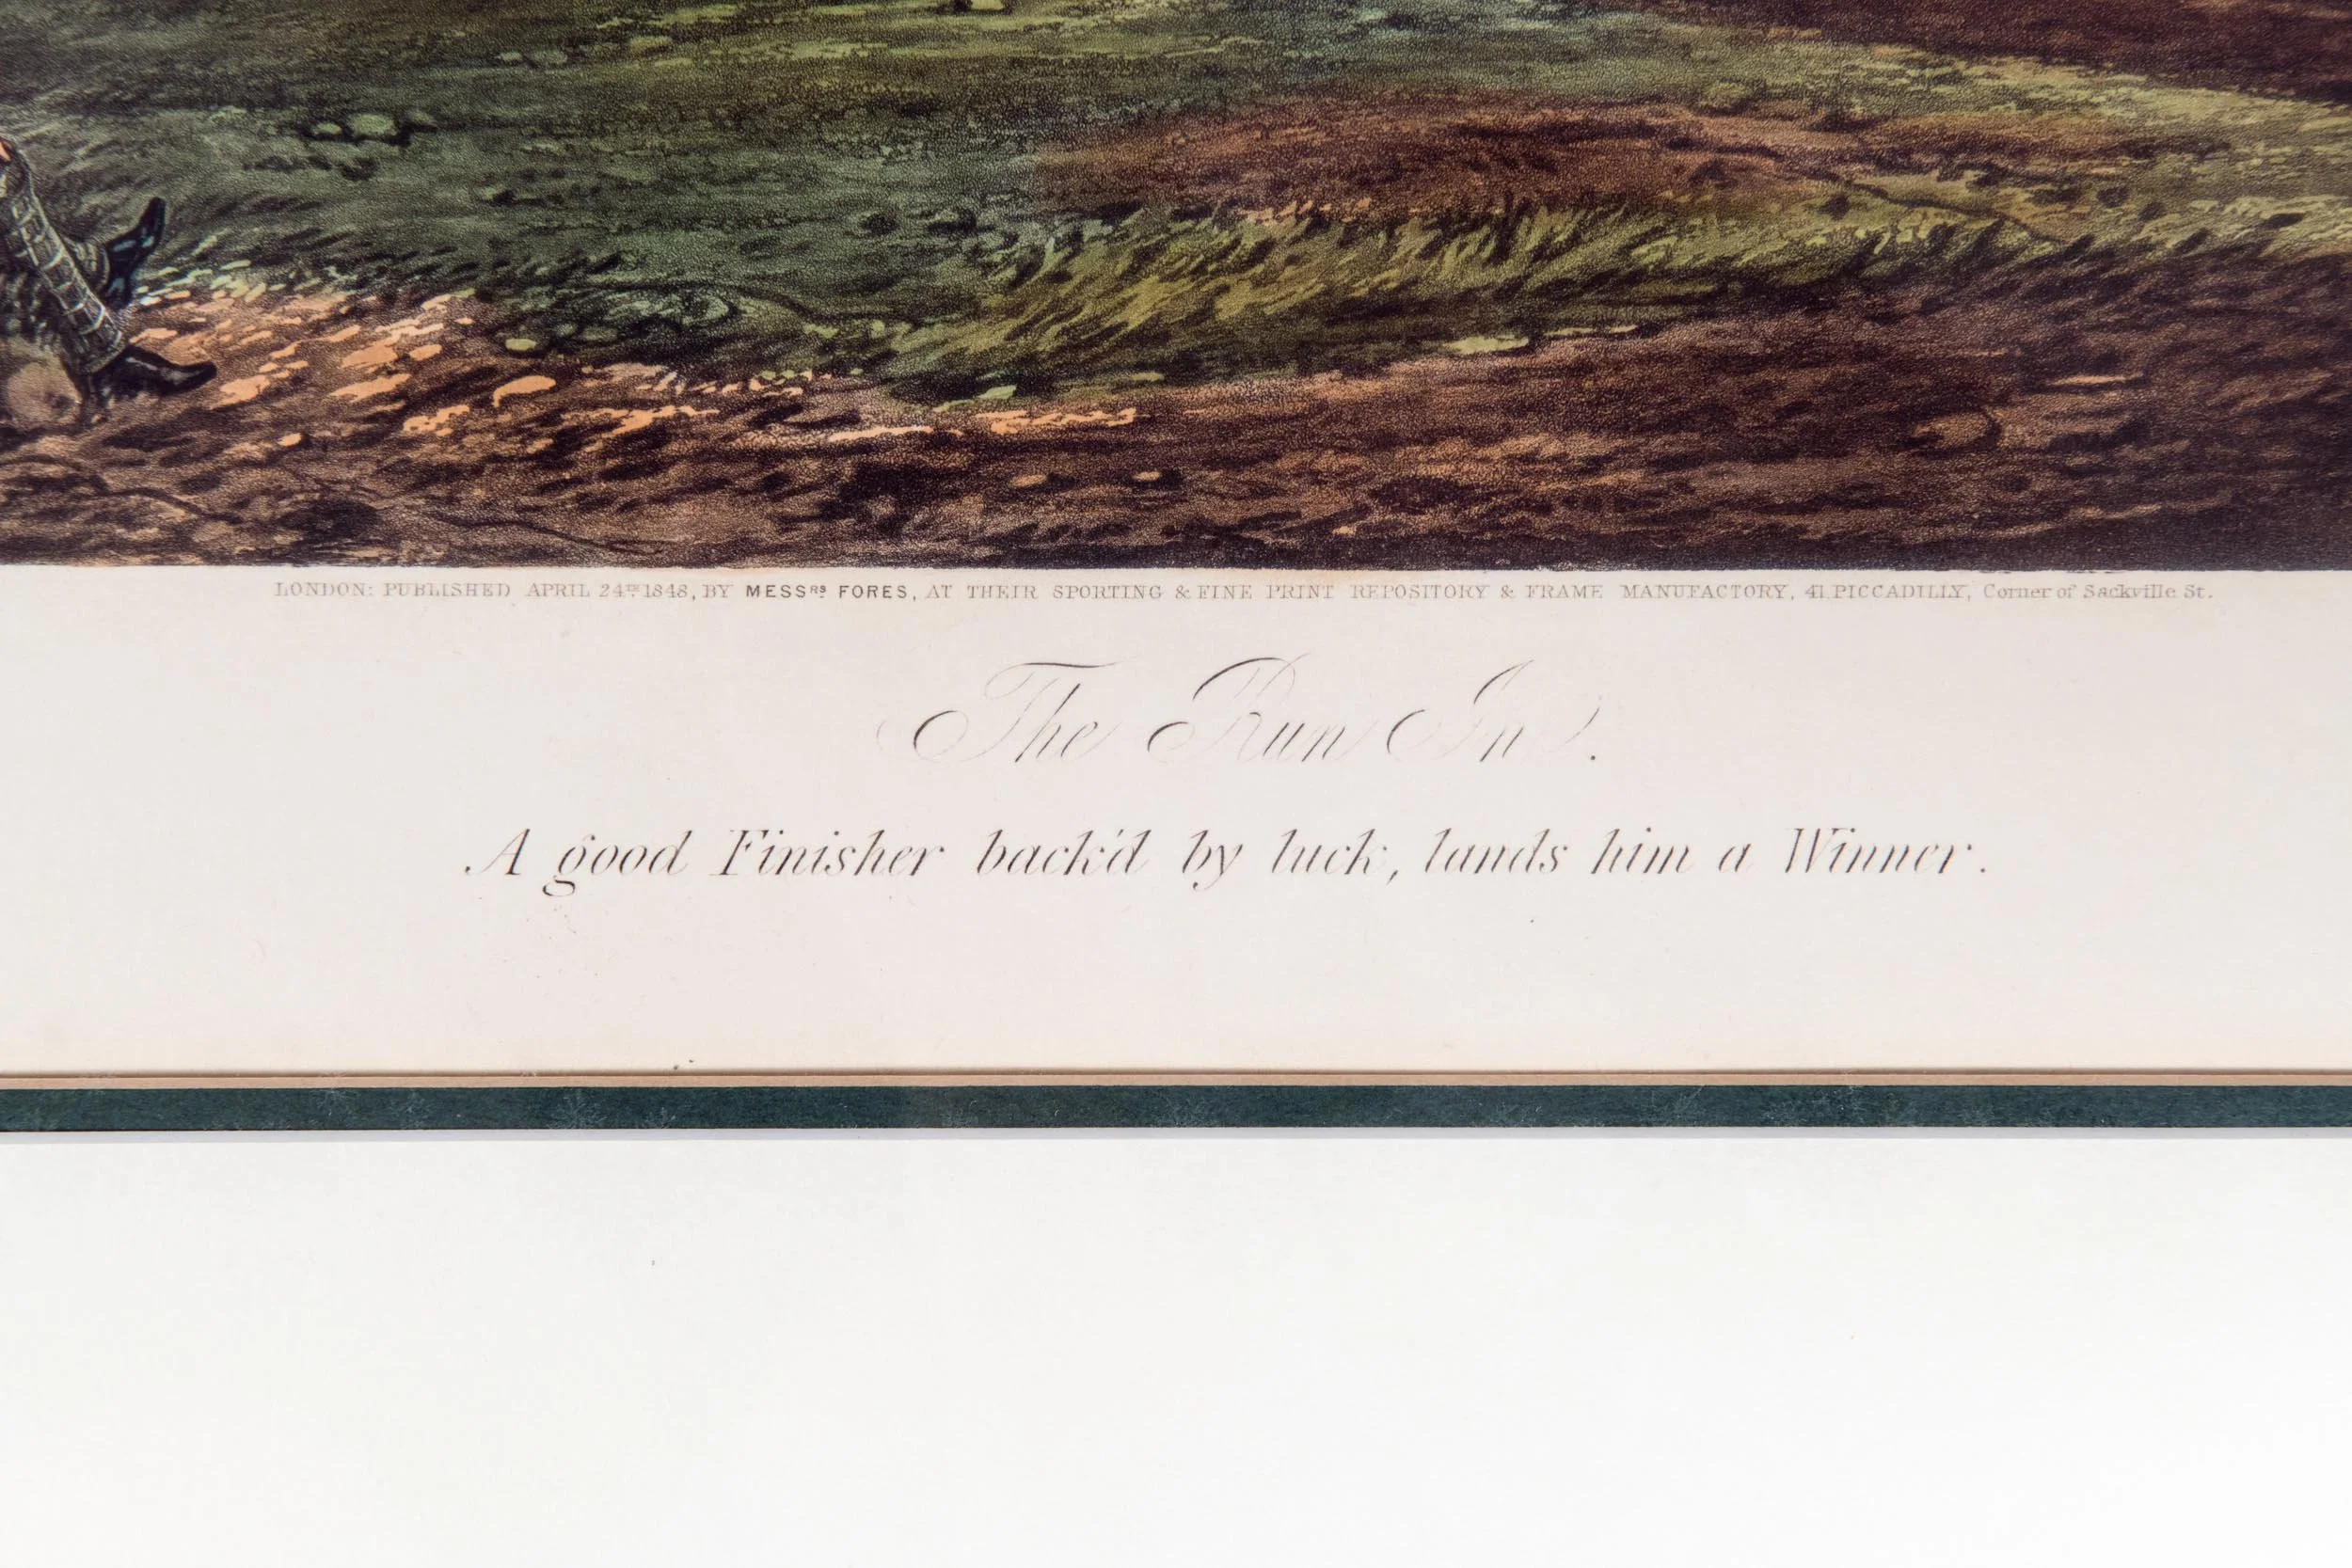 LONDON: PUBLISHED APRIL 24TH 1848, BY MESSRS FORES, AT THEIR SPORTING & FINE PRINT REPOSITORY & FRAME MANUFACTORY, 41 PICCADILLY, Corner of Sackville St.
The Run In.
A good Finisher back'd by luck, lands him a Winner.